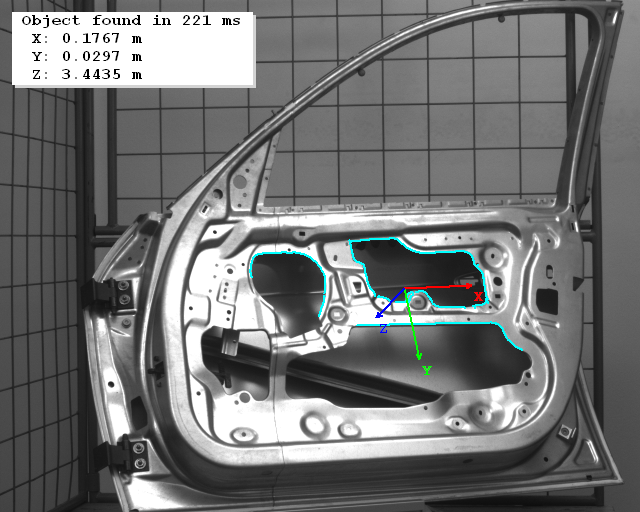 Object found in 221 ms
X: 0.1767 m
Y: 0.0297 m
Z: 3.4435 m
X
Z
Y